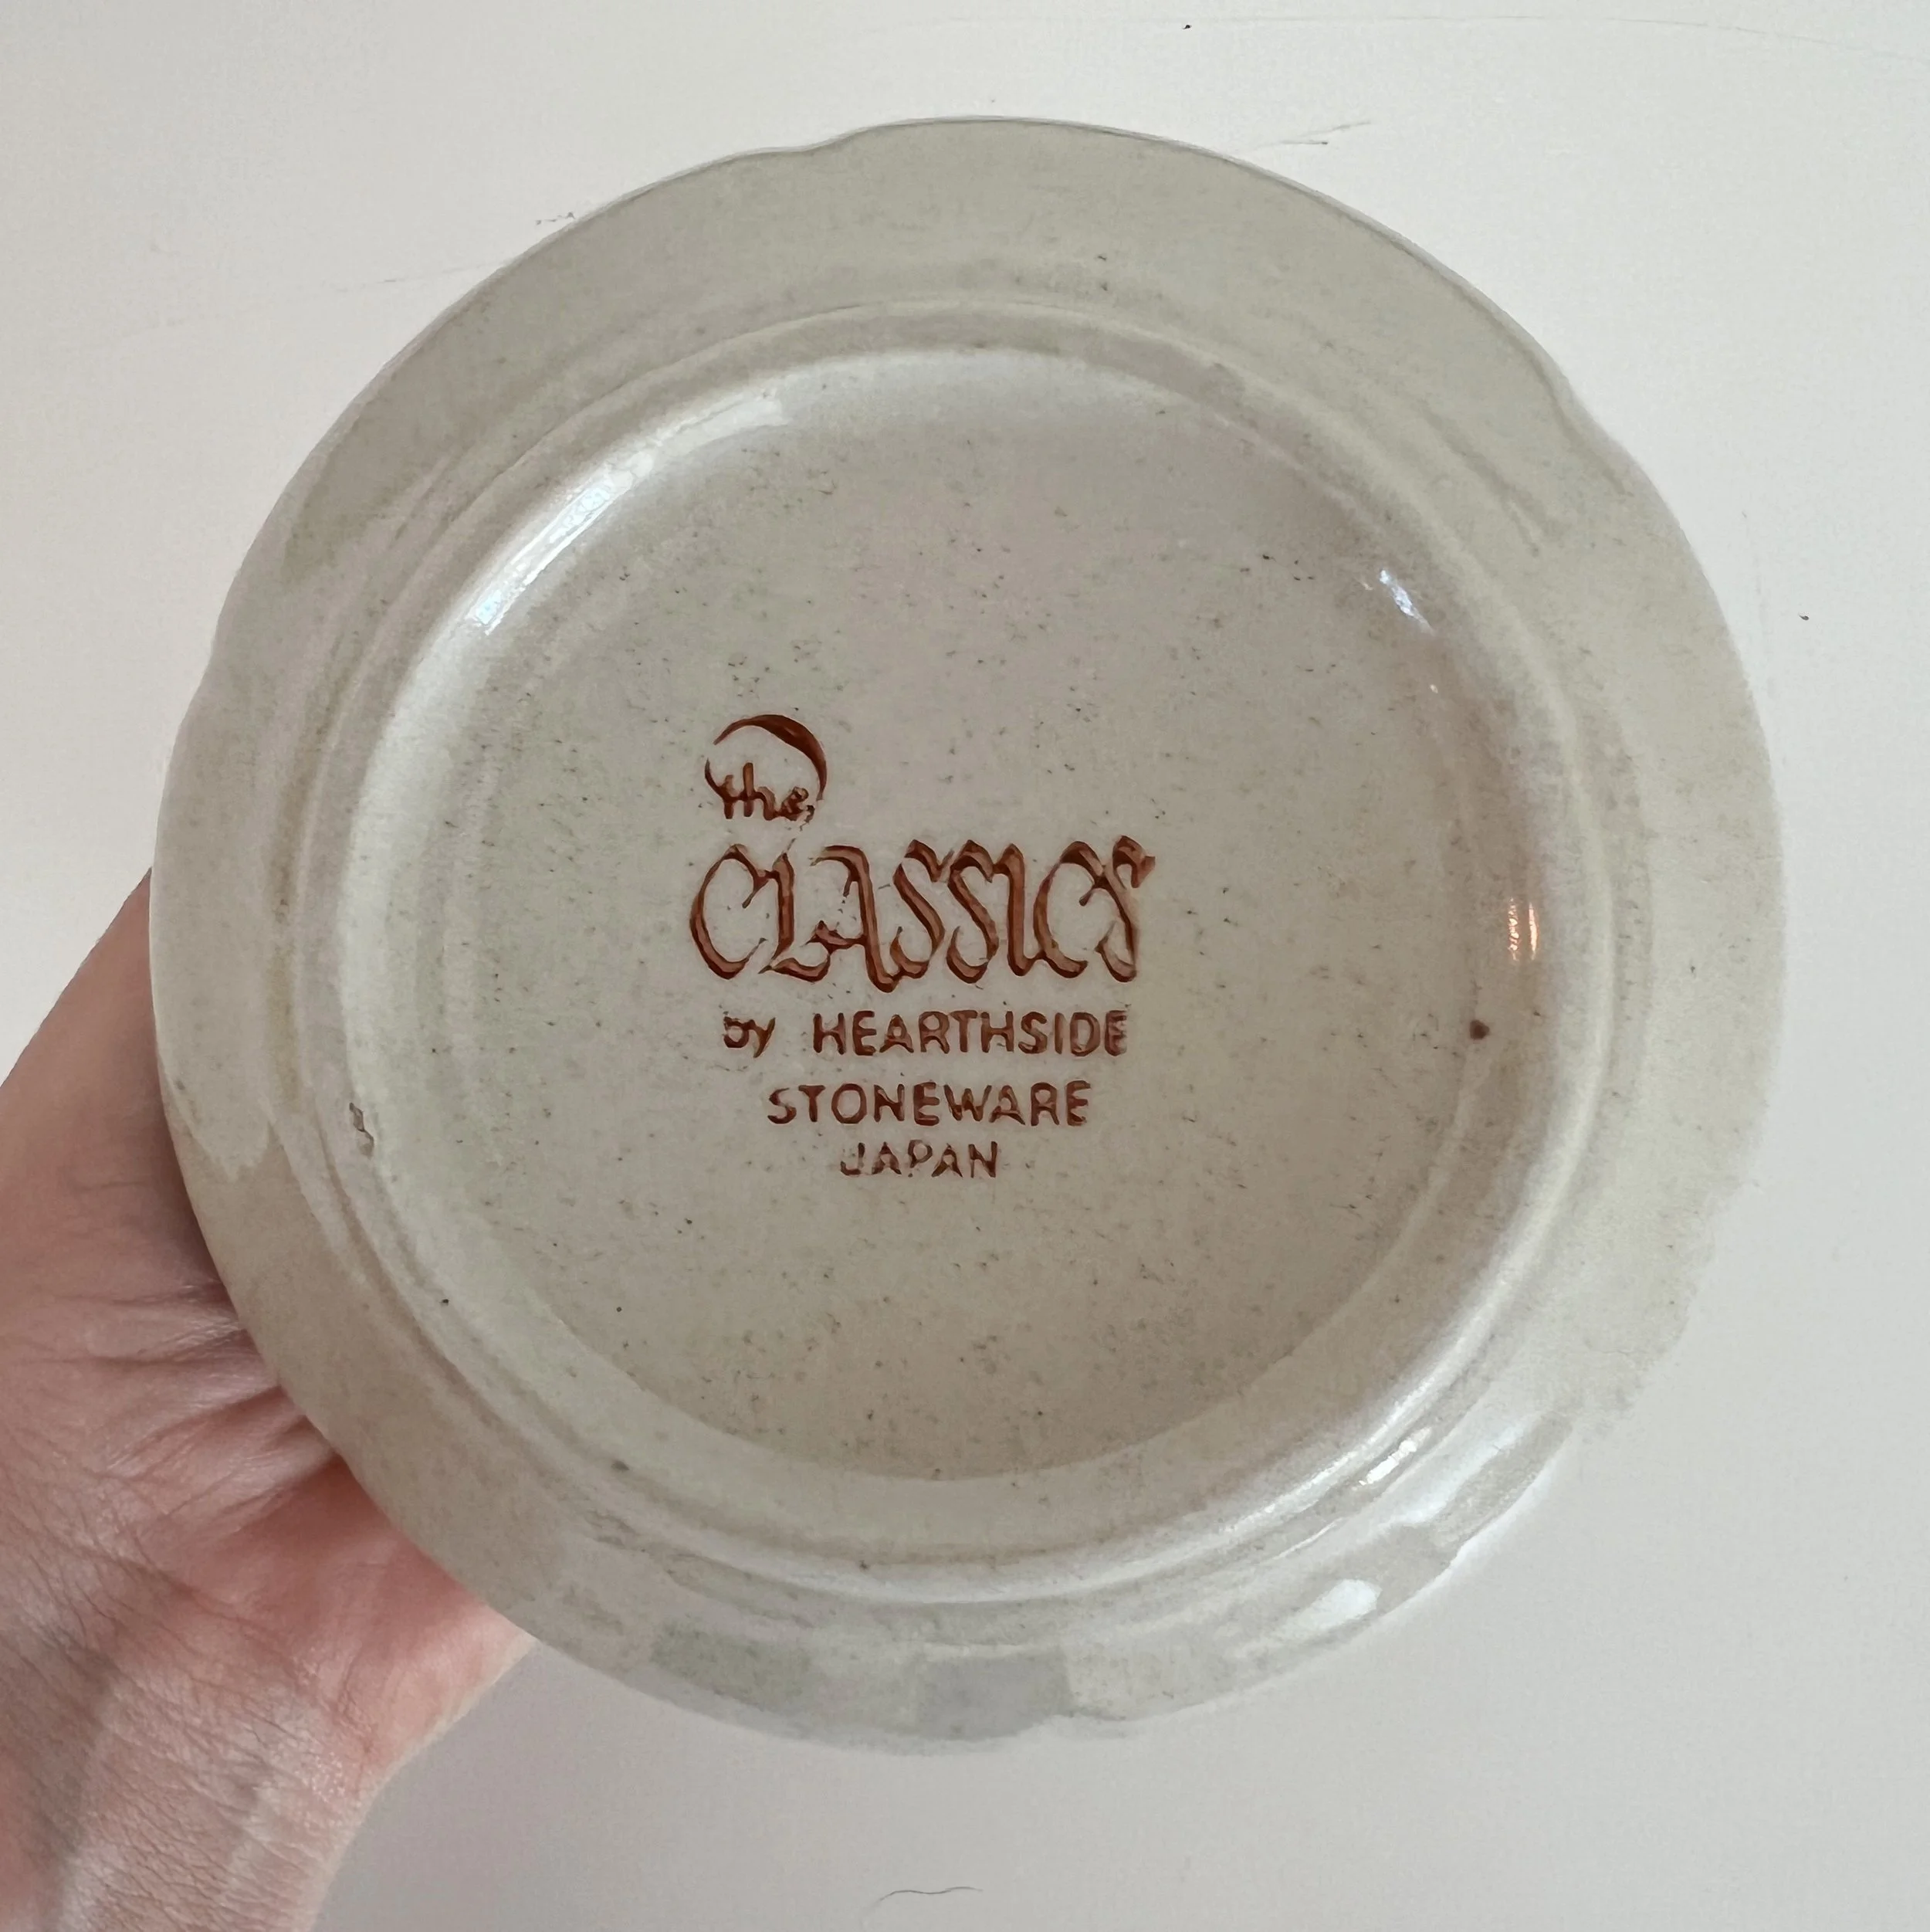 the
CLASSICS
by HEARTHSIDE
STONEWARE
JAPAN